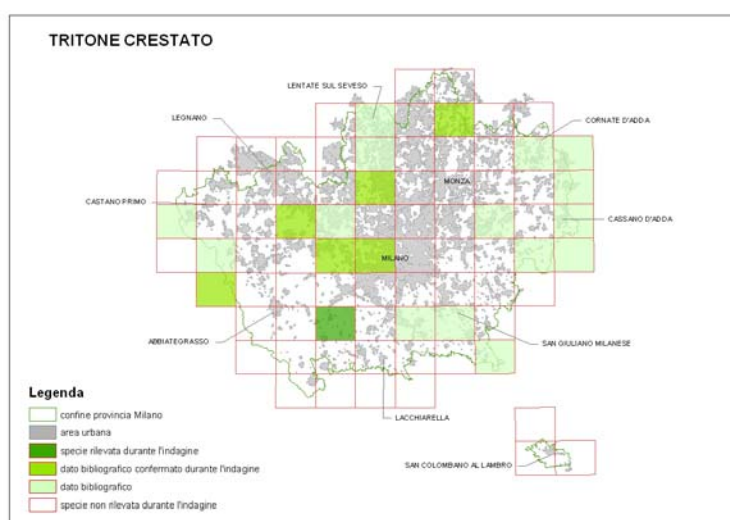 TRITONE CRESTATO
LENTATE SUL SEVESO
LEGNANO
CORNATE D'ADDA
MONZA
CASTANO PRIMO
CASSANO D'ADDA
MILANO
ABBIATEGRASSO
SAN GIULIANO MILANESE
LACCHIARELLA
SAN COLOMBANO AL LAMBRO
Legenda
confine provincia Milano
area urbana
specie rilevata durante l'indagine
dato bibliografico confermato durante l'indagine
dato bibliografico
specie non rilevata durante l'indagine